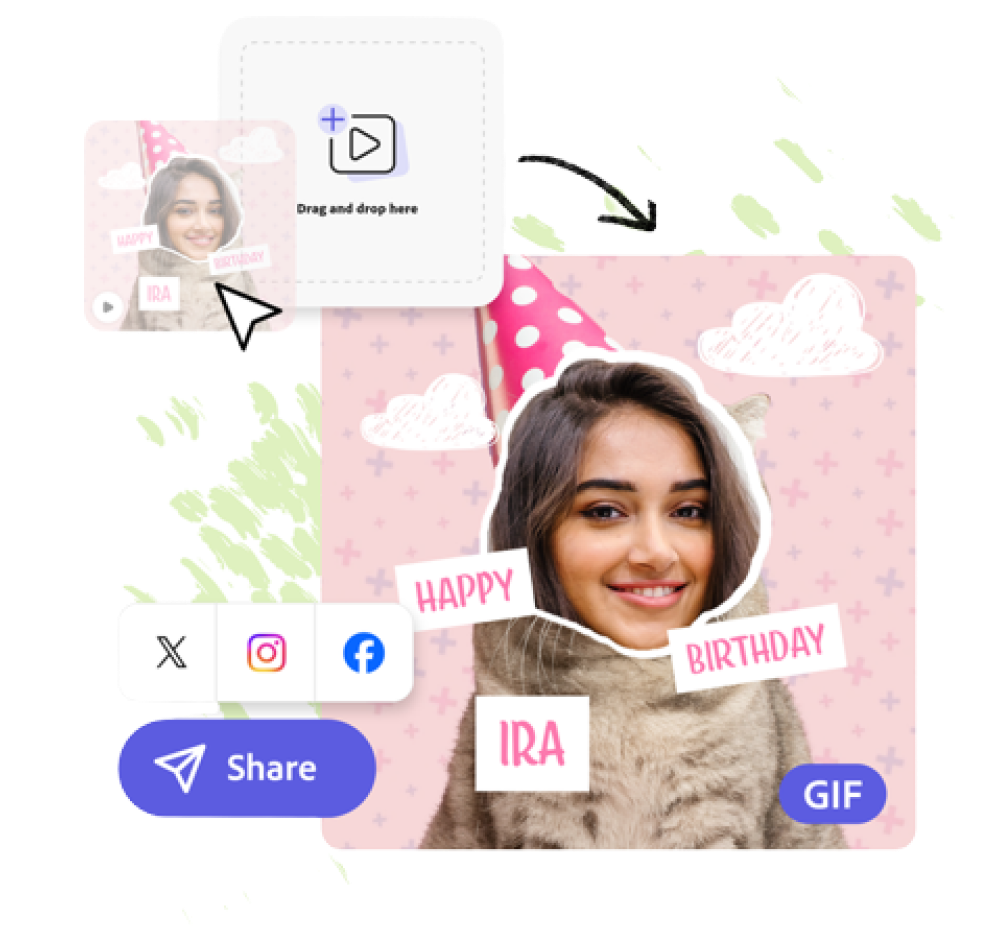 Drag and drop here
HAPPY
BIRTHDAY
IRA
HAPPY
BIRTHDAY
IRA
GIF
Share